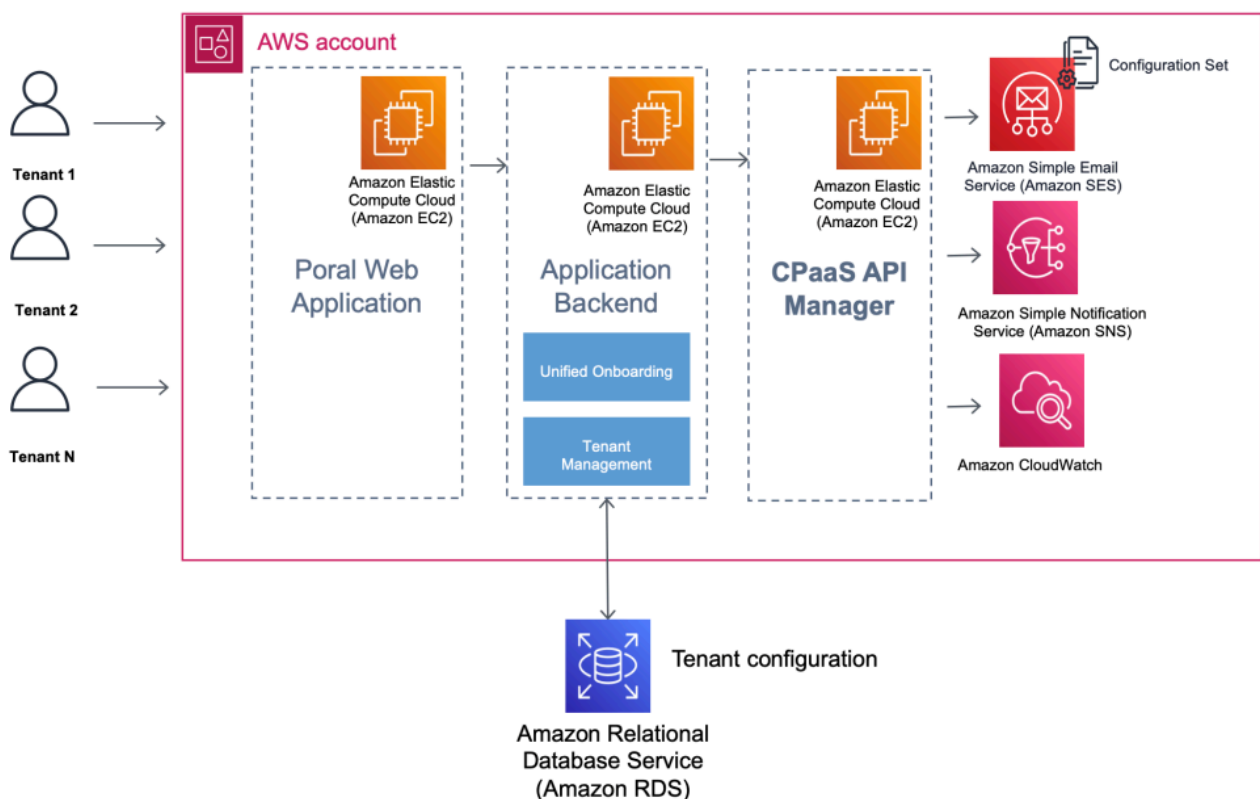 AWS account
Configuration Set
Tenant 1
Tenant 2
Tenant N
Amazon Elastic
Compute Cloud
(Amazon EC2)
Poral Web
Application
Amazon Elastic
Compute Cloud
(Amazon EC2)
Application
Backend
Unified Onboarding
Tenant
Management
Amazon Elastic
Compute Cloud
(Amazon EC2)
CPaaS API
Manager
Amazon Simple Email
Service (Amazon SES)
Amazon Simple Notification
Service (Amazon SNS)
Amazon CloudWatch
Tenant configuration
Amazon Relational
Database Service
(Amazon RDS)